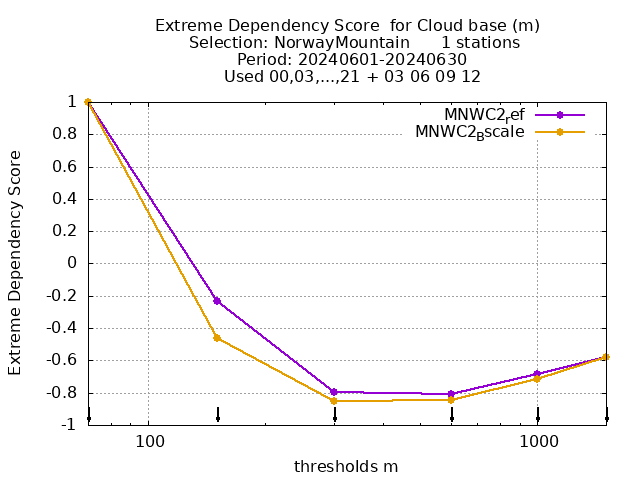 Extreme Dependency Score  for Cloud base (m)
Selection: NorwayMountain      1 stations
Period: 20240601-20240630
Used 00,03,...,21 + 03 06 09 12
MNWC2ref
MNWC2Bscale
Extreme Dependency Score
1
0.8
0.6
0.4
0.2
0
-0.2
-0.4
-0.6
-0.8
-1
100
1000
thresholds m